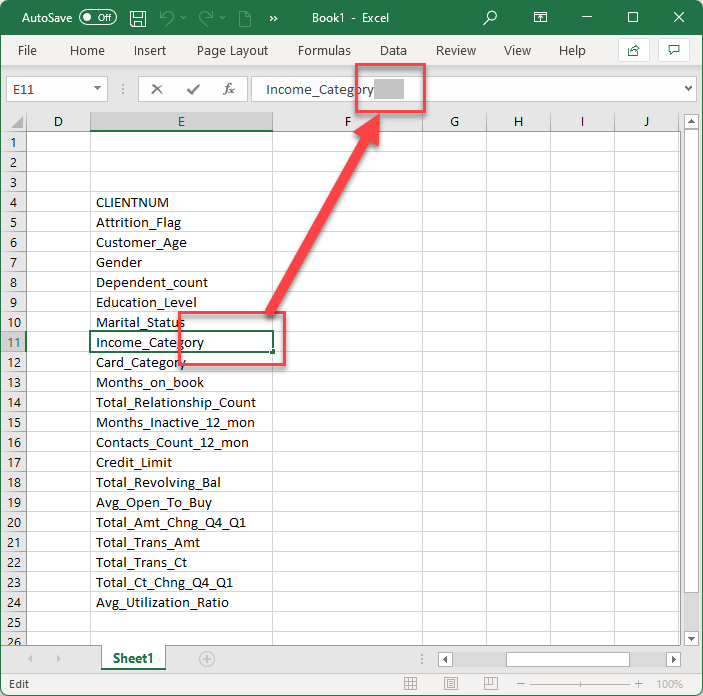 AutoSave Off » Book1 - Excel
File Home Insert Page Layout Formulas Data Review View Help
E11 fx Income_Category
D E F G H I J
1
2
3
4 CLIENTNUM
5 Attrition_Flag
6 Customer_Age
7 Gender
8 Dependent_count
9 Education_Level
10 Marital_Status
11 Income_Category
12 Card_Category
13 Months_on_book
14 Total_Relationship_Count
15 Months_Inactive_12_mon
16 Contacts_Count_12_mon
17 Credit_Limit
18 Total_Revolving_Bal
19 Avg_Open_To_Buy
20 Total_Amt_Chng_Q4_Q1
21 Total_Trans_Amt
22 Total_Trans_Ct
23 Total_Ct_Chng_Q4_Q1
24 Avg_Utilization_Ratio
25
26
Sheet1
Edit 100%